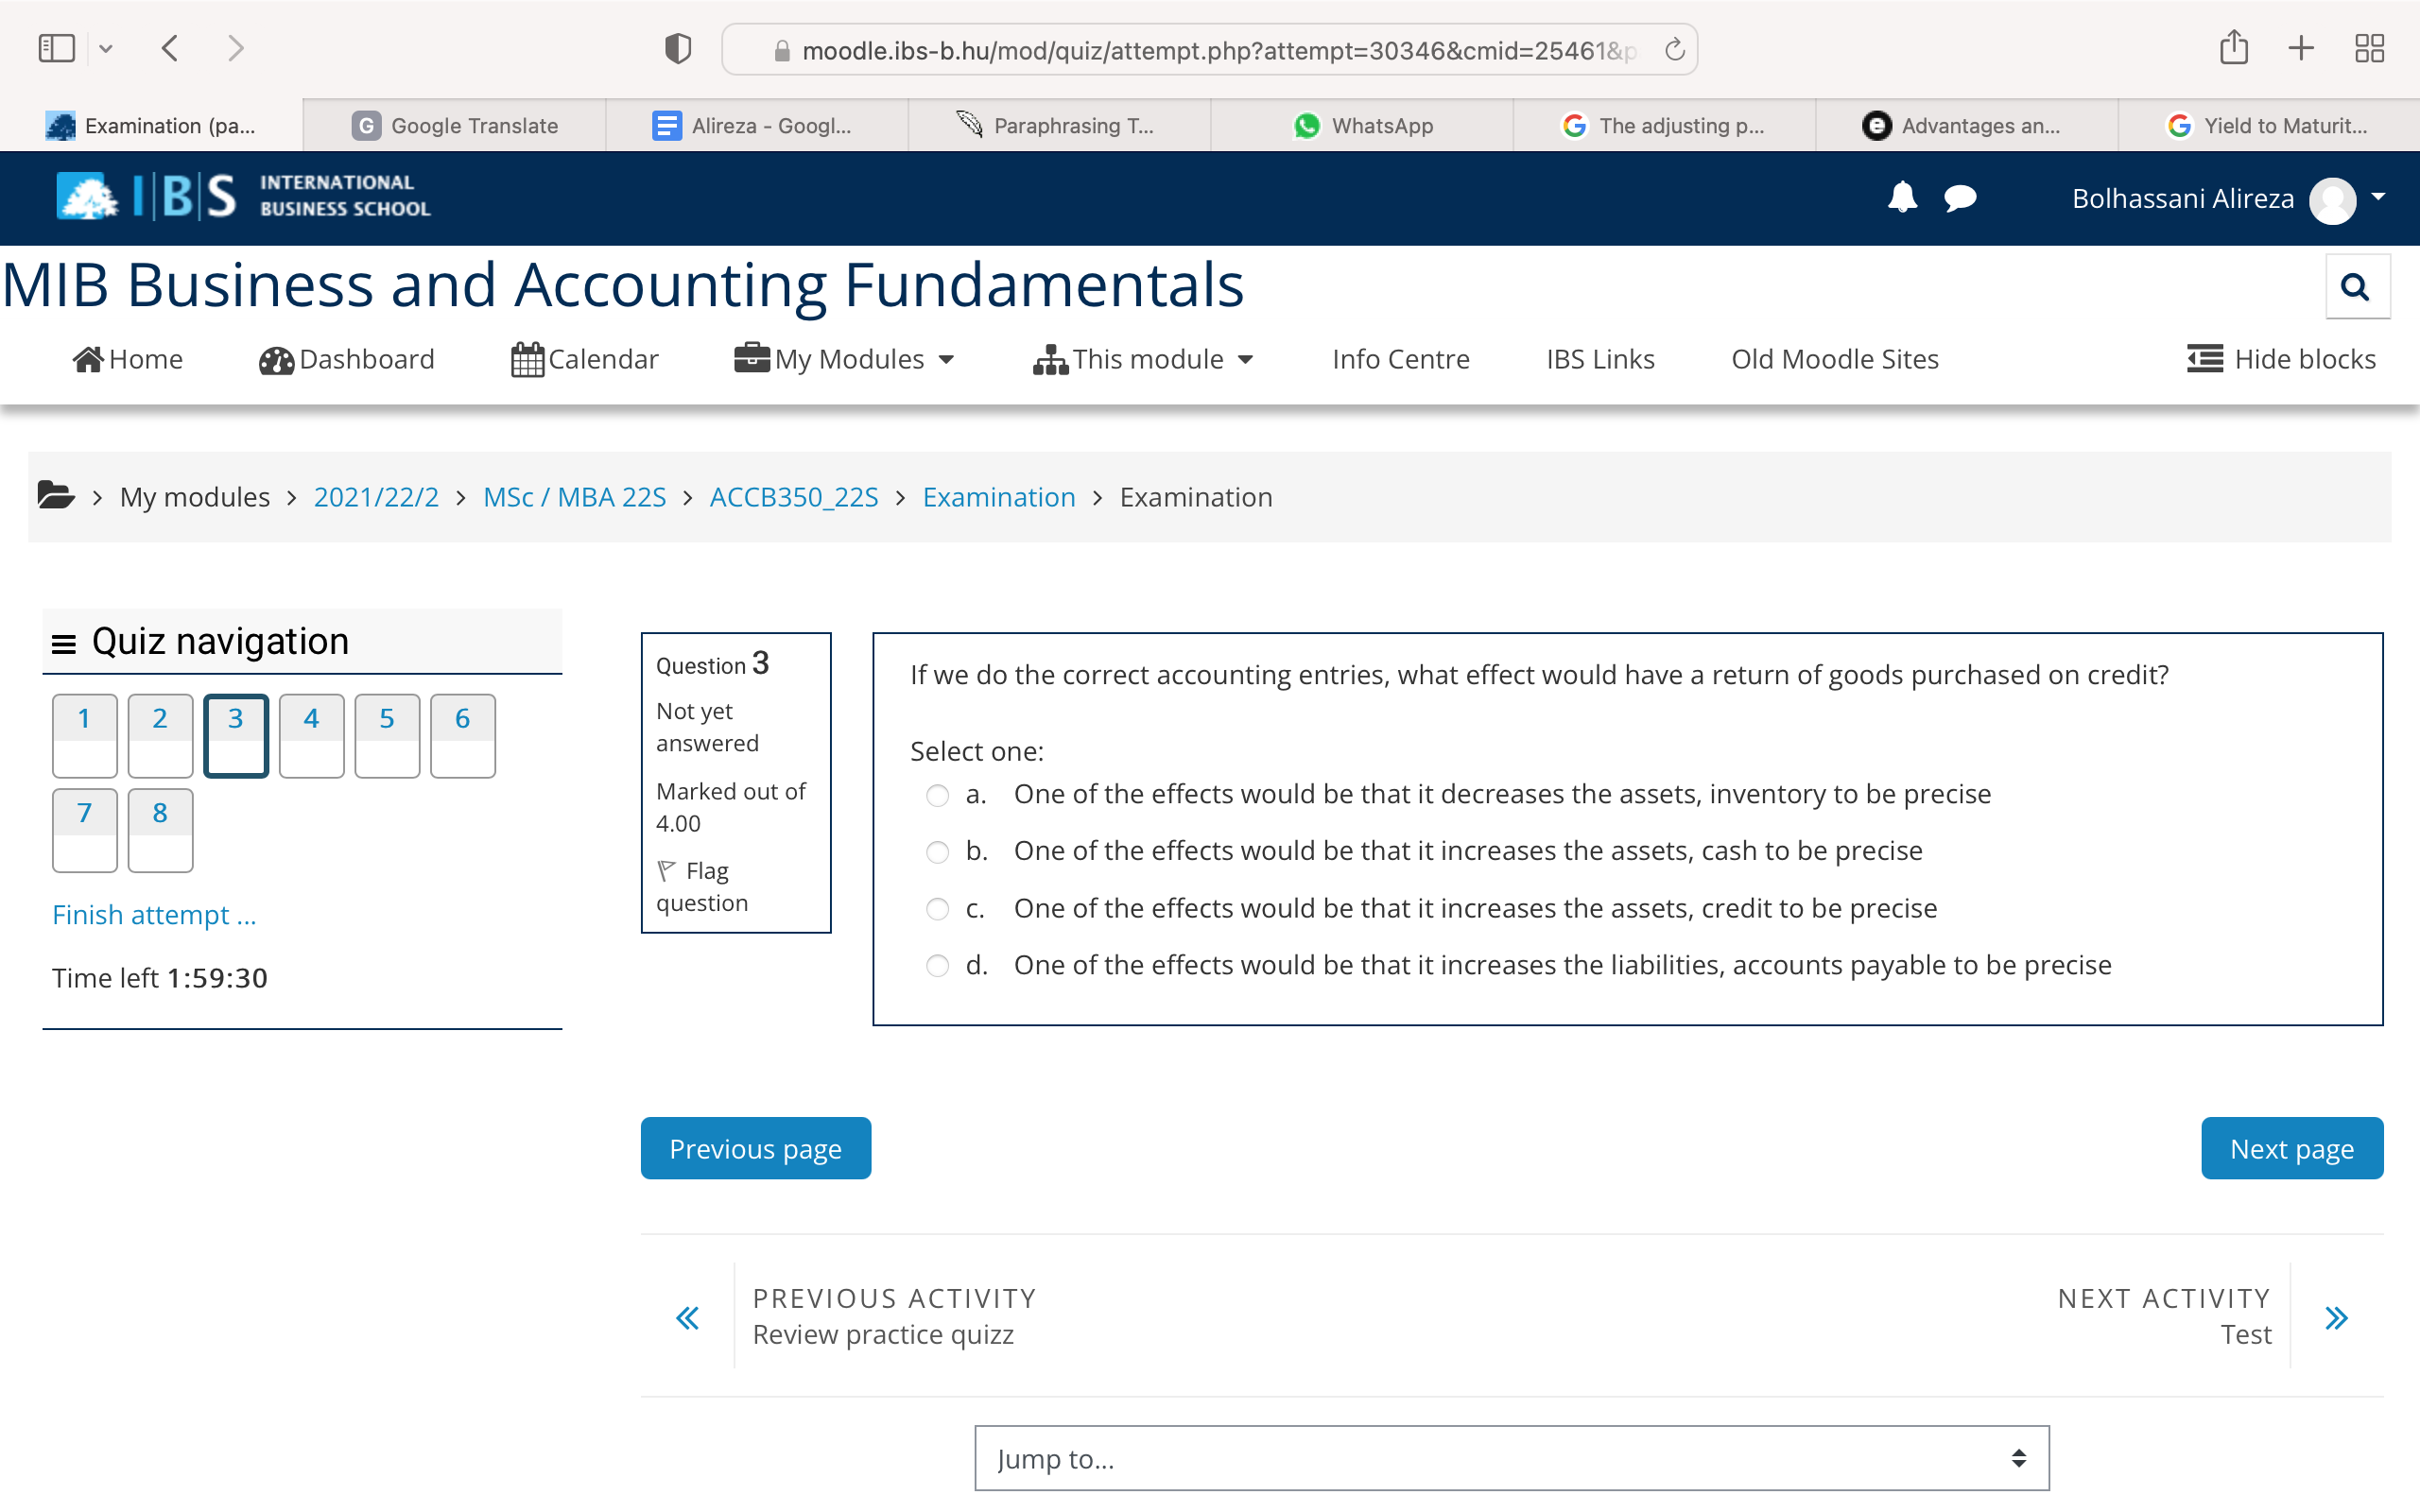 moodle.ibs-b.hu/mod/quiz/attempt.php?attempt=30346&cmid=25461&p
Examination (pa...
G Google Translate
Alireza - Googl...
Paraphrasing T...
WhatsApp
The adjusting p...
Advantages an...
Yield to Maturit...
IBS INTERNATIONAL
BUSINESS SCHOOL
Bolhassani Alireza
MIB Business and Accounting Fundamentals
Home Dashboard Calendar My Modules This module Info Centre IBS Links Old Moodle Sites Hide blocks
> My modules > 2021/22/2 > MSc / MBA 22S > ACCB350_22S > Examination > Examination
Quiz navigation
1 2 3 4 5 6
7 8
Finish attempt ...
Time left 1:59:30
Question 3
Not yet
answered
Marked out of
4.00
Flag
question
If we do the correct accounting entries, what effect would have a return of goods purchased on credit?
Select one:
a. One of the effects would be that it decreases the assets, inventory to be precise
b. One of the effects would be that it increases the assets, cash to be precise
c. One of the effects would be that it increases the assets, credit to be precise
d. One of the effects would be that it increases the liabilities, accounts payable to be precise
Previous page
Next page
PREVIOUS ACTIVITY
Review practice quizz
NEXT ACTIVITY
Test
Jump to...